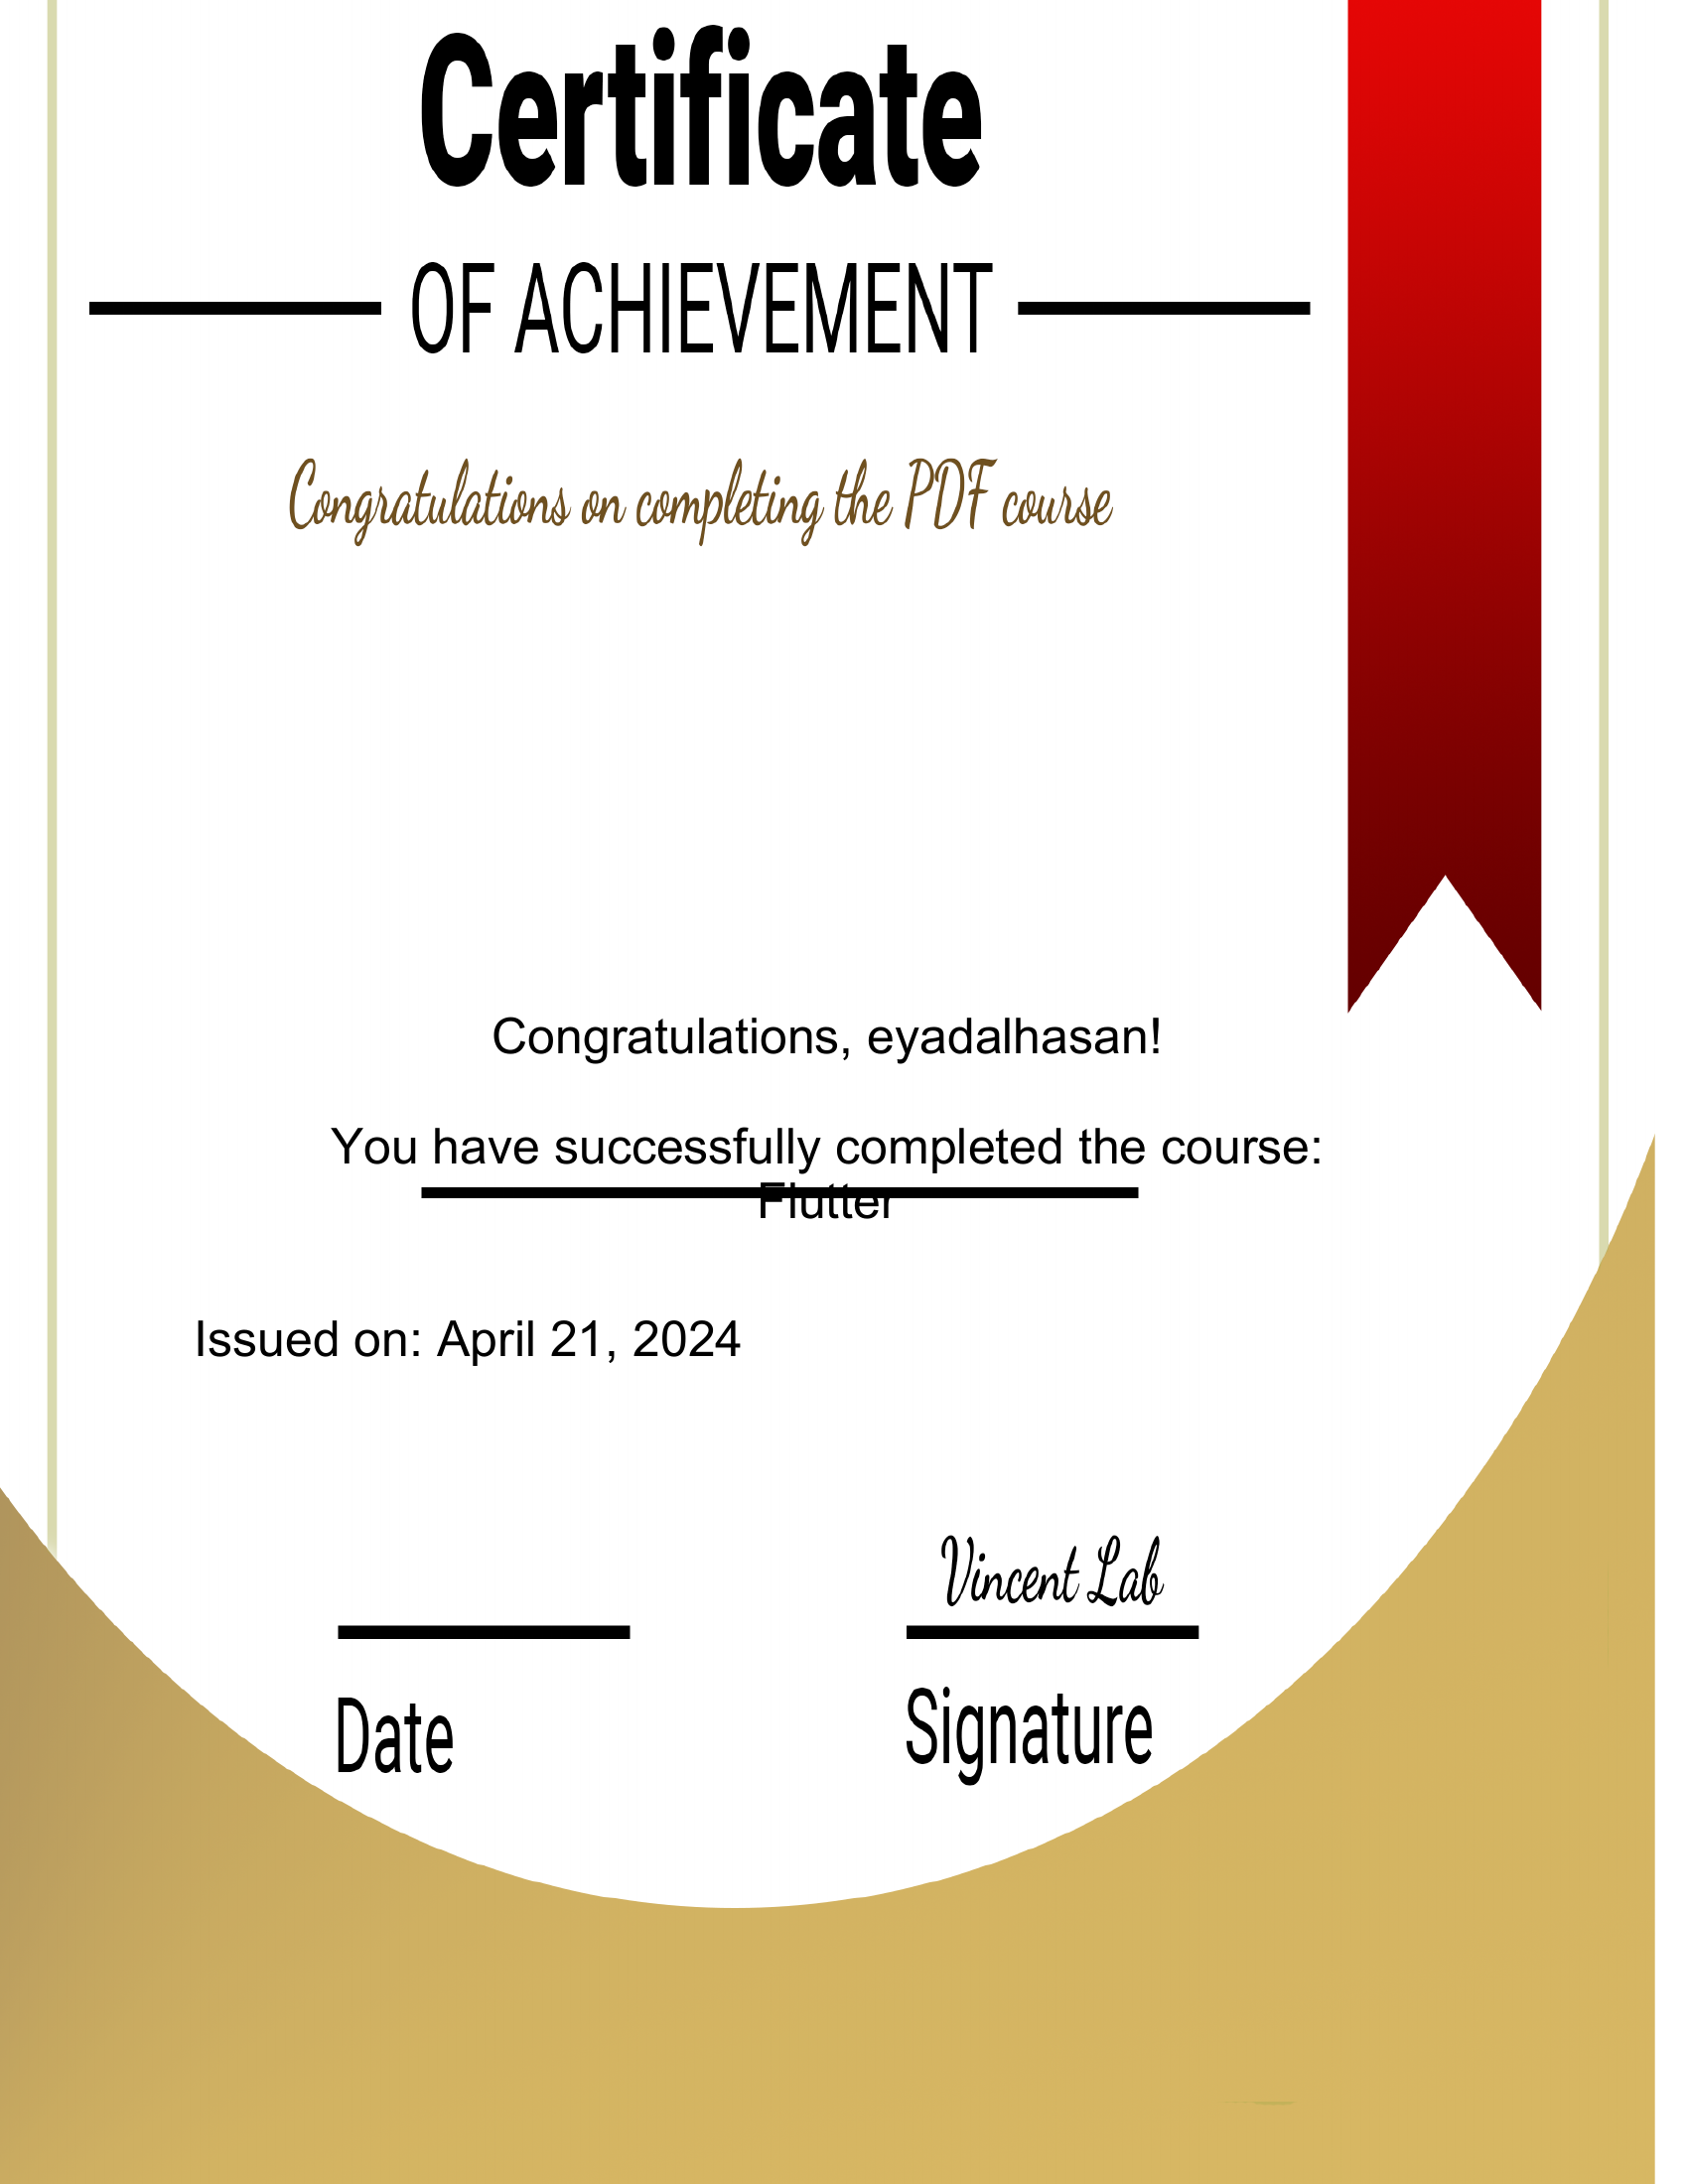 Certificate
OF ACHIEVEMENT
Congratulations on completing the PDF course
Congratulations, eyadalhasan!
You have successfully completed the course:
Flutter
Issued on: April 21, 2024
Vincent Lab
Date
Signature